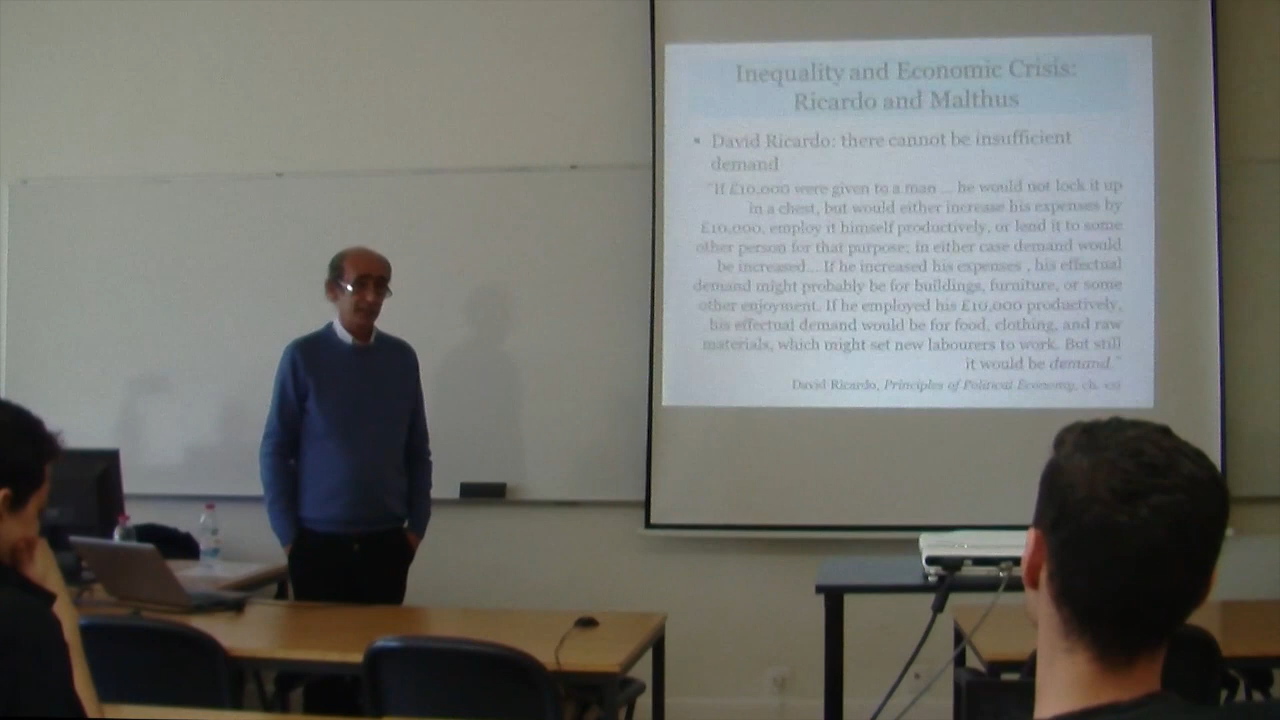 Inequality and Economic Crisis:
Ricardo and Malthus
▪ David Ricardo: there cannot be insufficient
demand
"If £10,000 were given to a man ... he would not lock it up
in a chest, but would either increase his expenses by
£10,000, employ it himself productively, or lend it to some
other person for that purpose; in either case demand would
be increased.... If he increased his expenses , his effectual
demand might probably be for buildings, furniture, or some
other enjoyment. If he employed his £10,000 productively,
his effectual demand would be for food, clothing, and raw
materials, which might set new labourers to work. But still
it would be demand."
David Ricardo, Principles of Political Economy, ch.